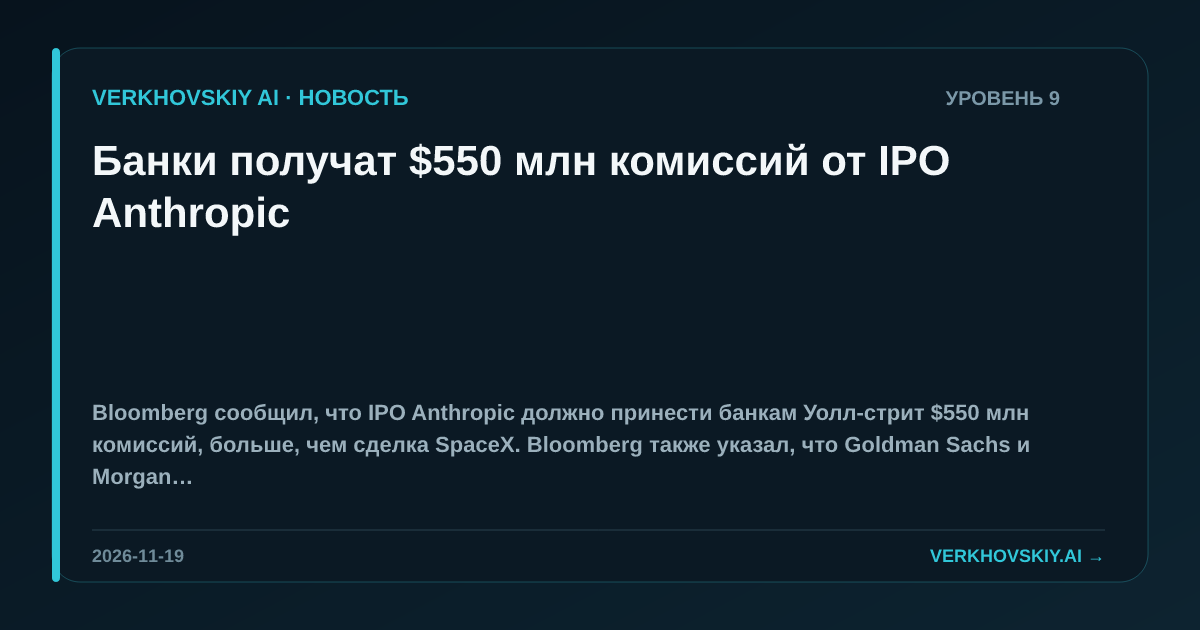 VERKHOVSKIY AI · НОВОСТЬ
УРОВЕНЬ 9
Банки получат $550 млн комиссий от IPO
Anthropic
Bloomberg сообщил, что IPO Anthropic должно принести банкам Уолл-стрит $550 млн
комиссий, больше, чем сделка SpaceX. Bloomberg также указал, что Goldman Sachs и
Morgan…
2026-11-19
VERKHOVSKIY.AI →